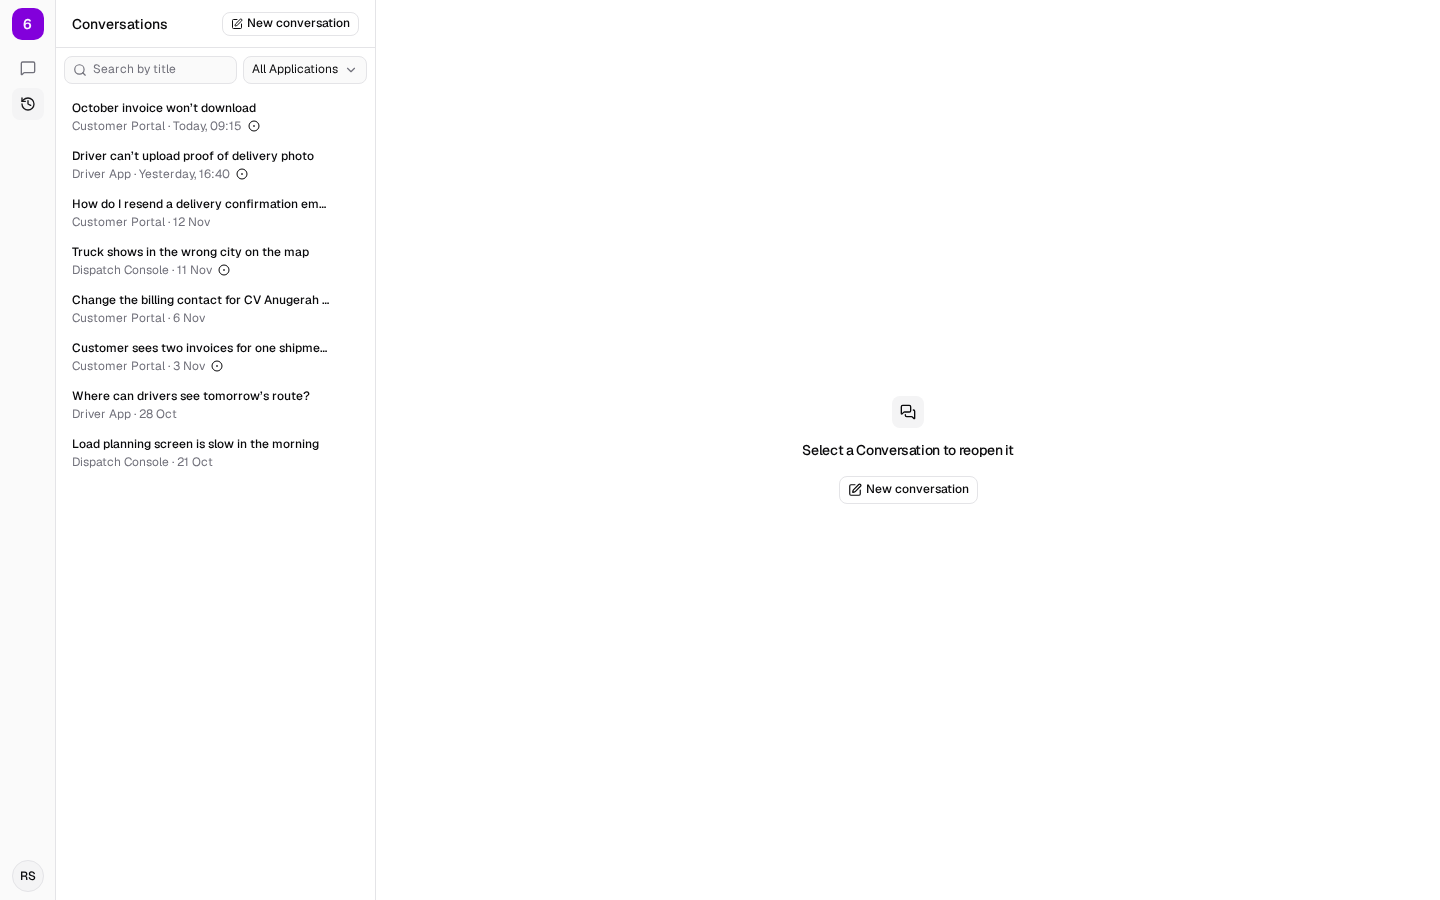 6
Conversations
New conversation
Search by title
All Applications
October invoice won't download
Customer Portal · Today, 09:15
Driver can't upload proof of delivery photo
Driver App · Yesterday, 16:40
How do I resend a delivery confirmation em…
Customer Portal · 12 Nov
Truck shows in the wrong city on the map
Dispatch Console · 11 Nov
Change the billing contact for CV Anugerah …
Customer Portal · 6 Nov
Customer sees two invoices for one shipme…
Customer Portal · 3 Nov
Where can drivers see tomorrow's route?
Driver App · 28 Oct
Load planning screen is slow in the morning
Dispatch Console · 21 Oct
Select a Conversation to reopen it
New conversation
RS